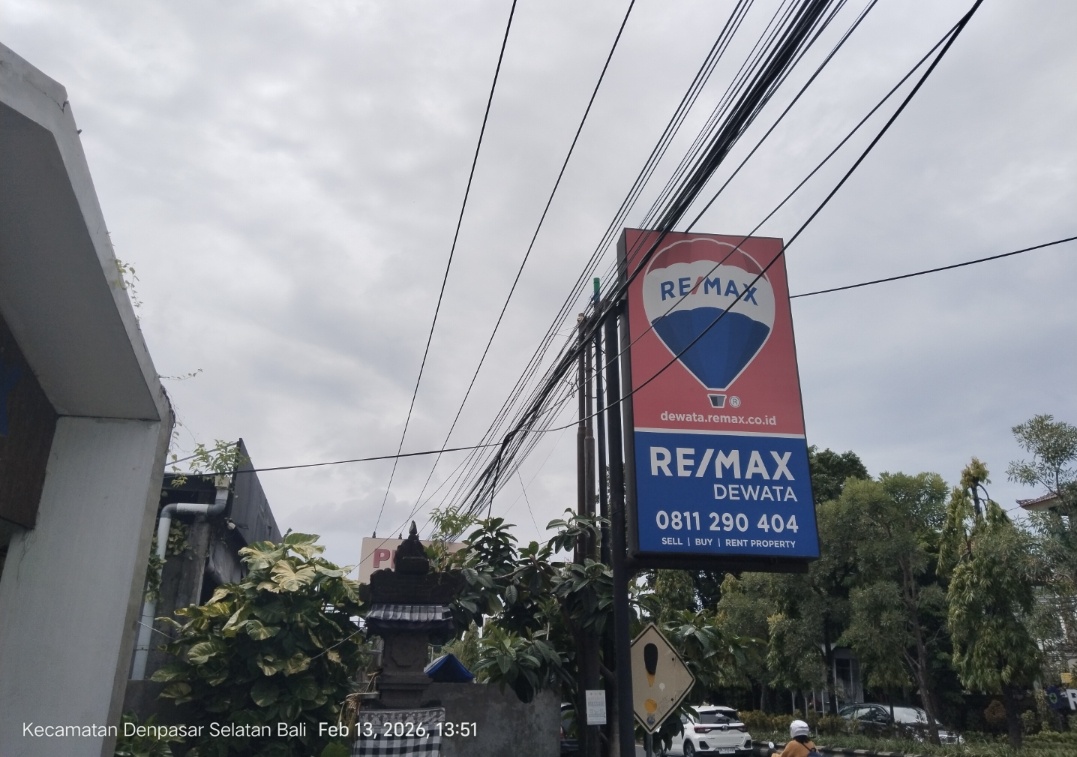 RE/MAX
®
dewata.remax.co.id
RE/MAX
DEWATA
0811 290 404
SELL | BUY | RENT PROPERTY
Kecamatan Denpasar Selatan Bali Feb 13, 2026, 13:51